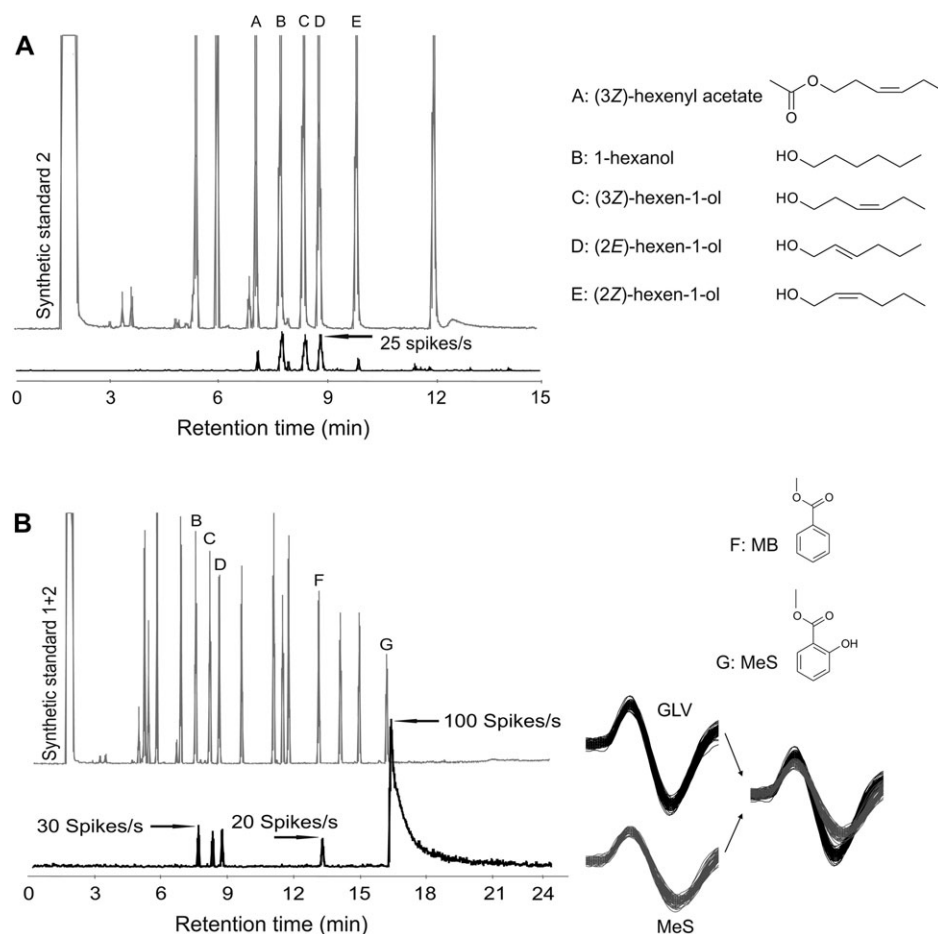 A
A B C D E
Synthetic standard 2
25 spikes/s
3 6 9 12 15
Retention time (min)
A: (3Z)-hexenyl acetate
O
O
B: 1-hexanol
HO
C: (3Z)-hexen-1-ol
HO
D: (2E)-hexen-1-ol
HO
E: (2Z)-hexen-1-ol
HO
B
B
C
D
F
G
Synthetic standard 1+2
100 Spikes/s
30 Spikes/s
20 Spikes/s
0 3 6 9 12 15 18 21 24
Retention time (min)
O O
F: MB
O O
OH
G: MeS
GLV
MeS